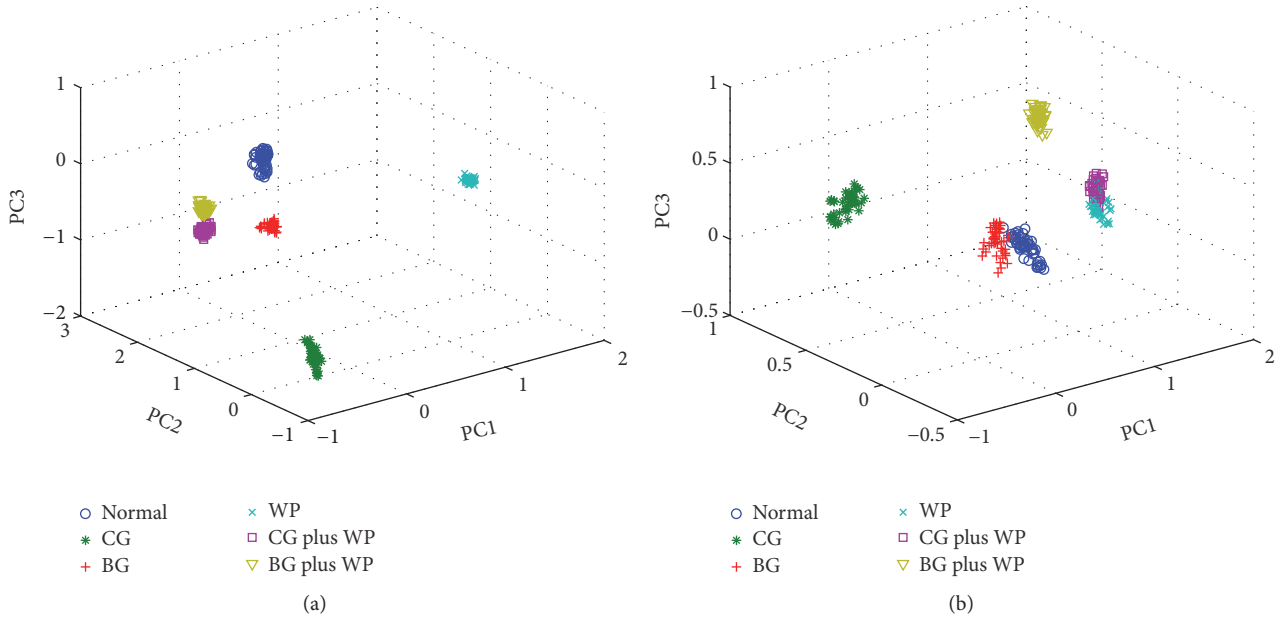 1
0
−1
−2
PC3
3
2
1
0
−1
PC2
−1
0
1
2
PC1
Normal
CG
BG
WP
CG plus WP
BG plus WP
(a)
1
0.5
0
−0.5
PC3
1
0.5
0
−0.5
PC2
−1
0
1
2
PC1
Normal
CG
BG
WP
CG plus WP
BG plus WP
(b)